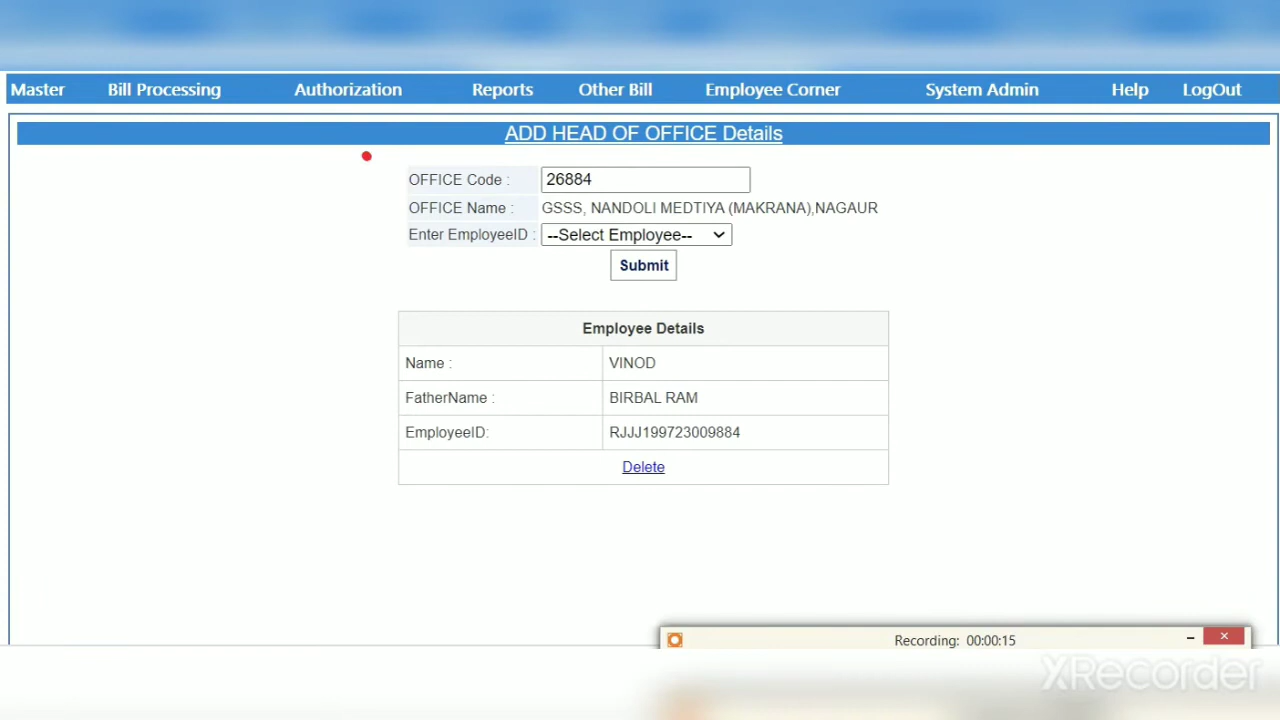 Master Bill Processing Authorization Reports Other Bill Employee Corner System Admin Help LogOut
ADD HEAD OF OFFICE Details
OFFICE Code : 26884
OFFICE Name : GSSS, NANDOLI MEDTIYA (MAKRANA),NAGAUR
Enter EmployeeID : --Select Employee--
Submit
Employee Details
Name : VINOD
FatherName : BIRBAL RAM
EmployeeID: RJJJ199723009884
Delete
Recording: 00:00:15
XRecorder